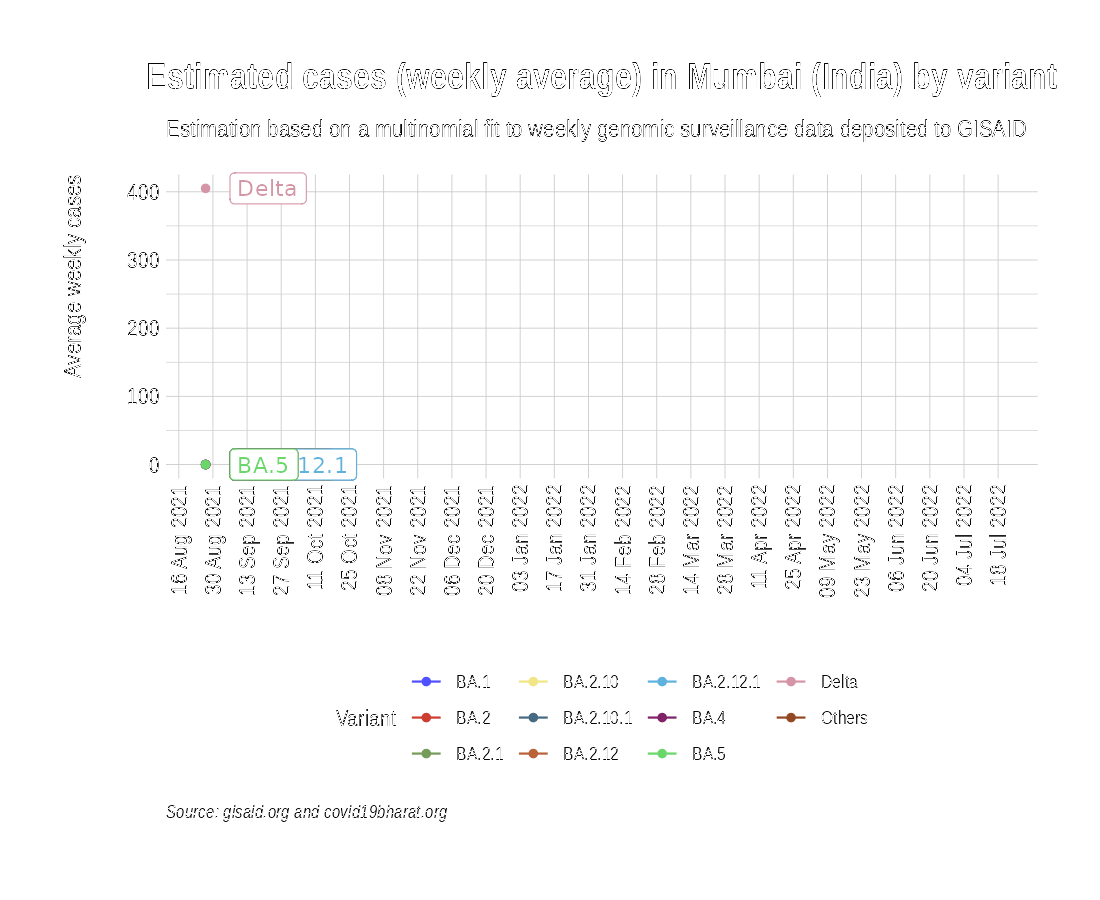 Estimated cases (weekly average) in Mumbai (India) by variant
Estimation based on a multinomial fit to weekly genomic surveillance data deposited to GISAID
Average weekly cases
400
300
200
100
0
Delta
BA.5
12.1
16 Aug 2021
30 Aug 2021
13 Sep 2021
27 Sep 2021
11 Oct 2021
25 Oct 2021
08 Nov 2021
22 Nov 2021
06 Dec 2021
20 Dec 2021
03 Jan 2022
17 Jan 2022
31 Jan 2022
14 Feb 2022
28 Feb 2022
14 Mar 2022
28 Mar 2022
11 Apr 2022
25 Apr 2022
09 May 2022
23 May 2022
06 Jun 2022
20 Jun 2022
04 Jul 2022
18 Jul 2022
Variant
BA.1
BA.2
BA.2.1
BA.2.10
BA.2.10.1
BA.2.12
BA.2.12.1
BA.4
BA.5
Delta
Others
Source: gisaid.org and covid19bharat.org